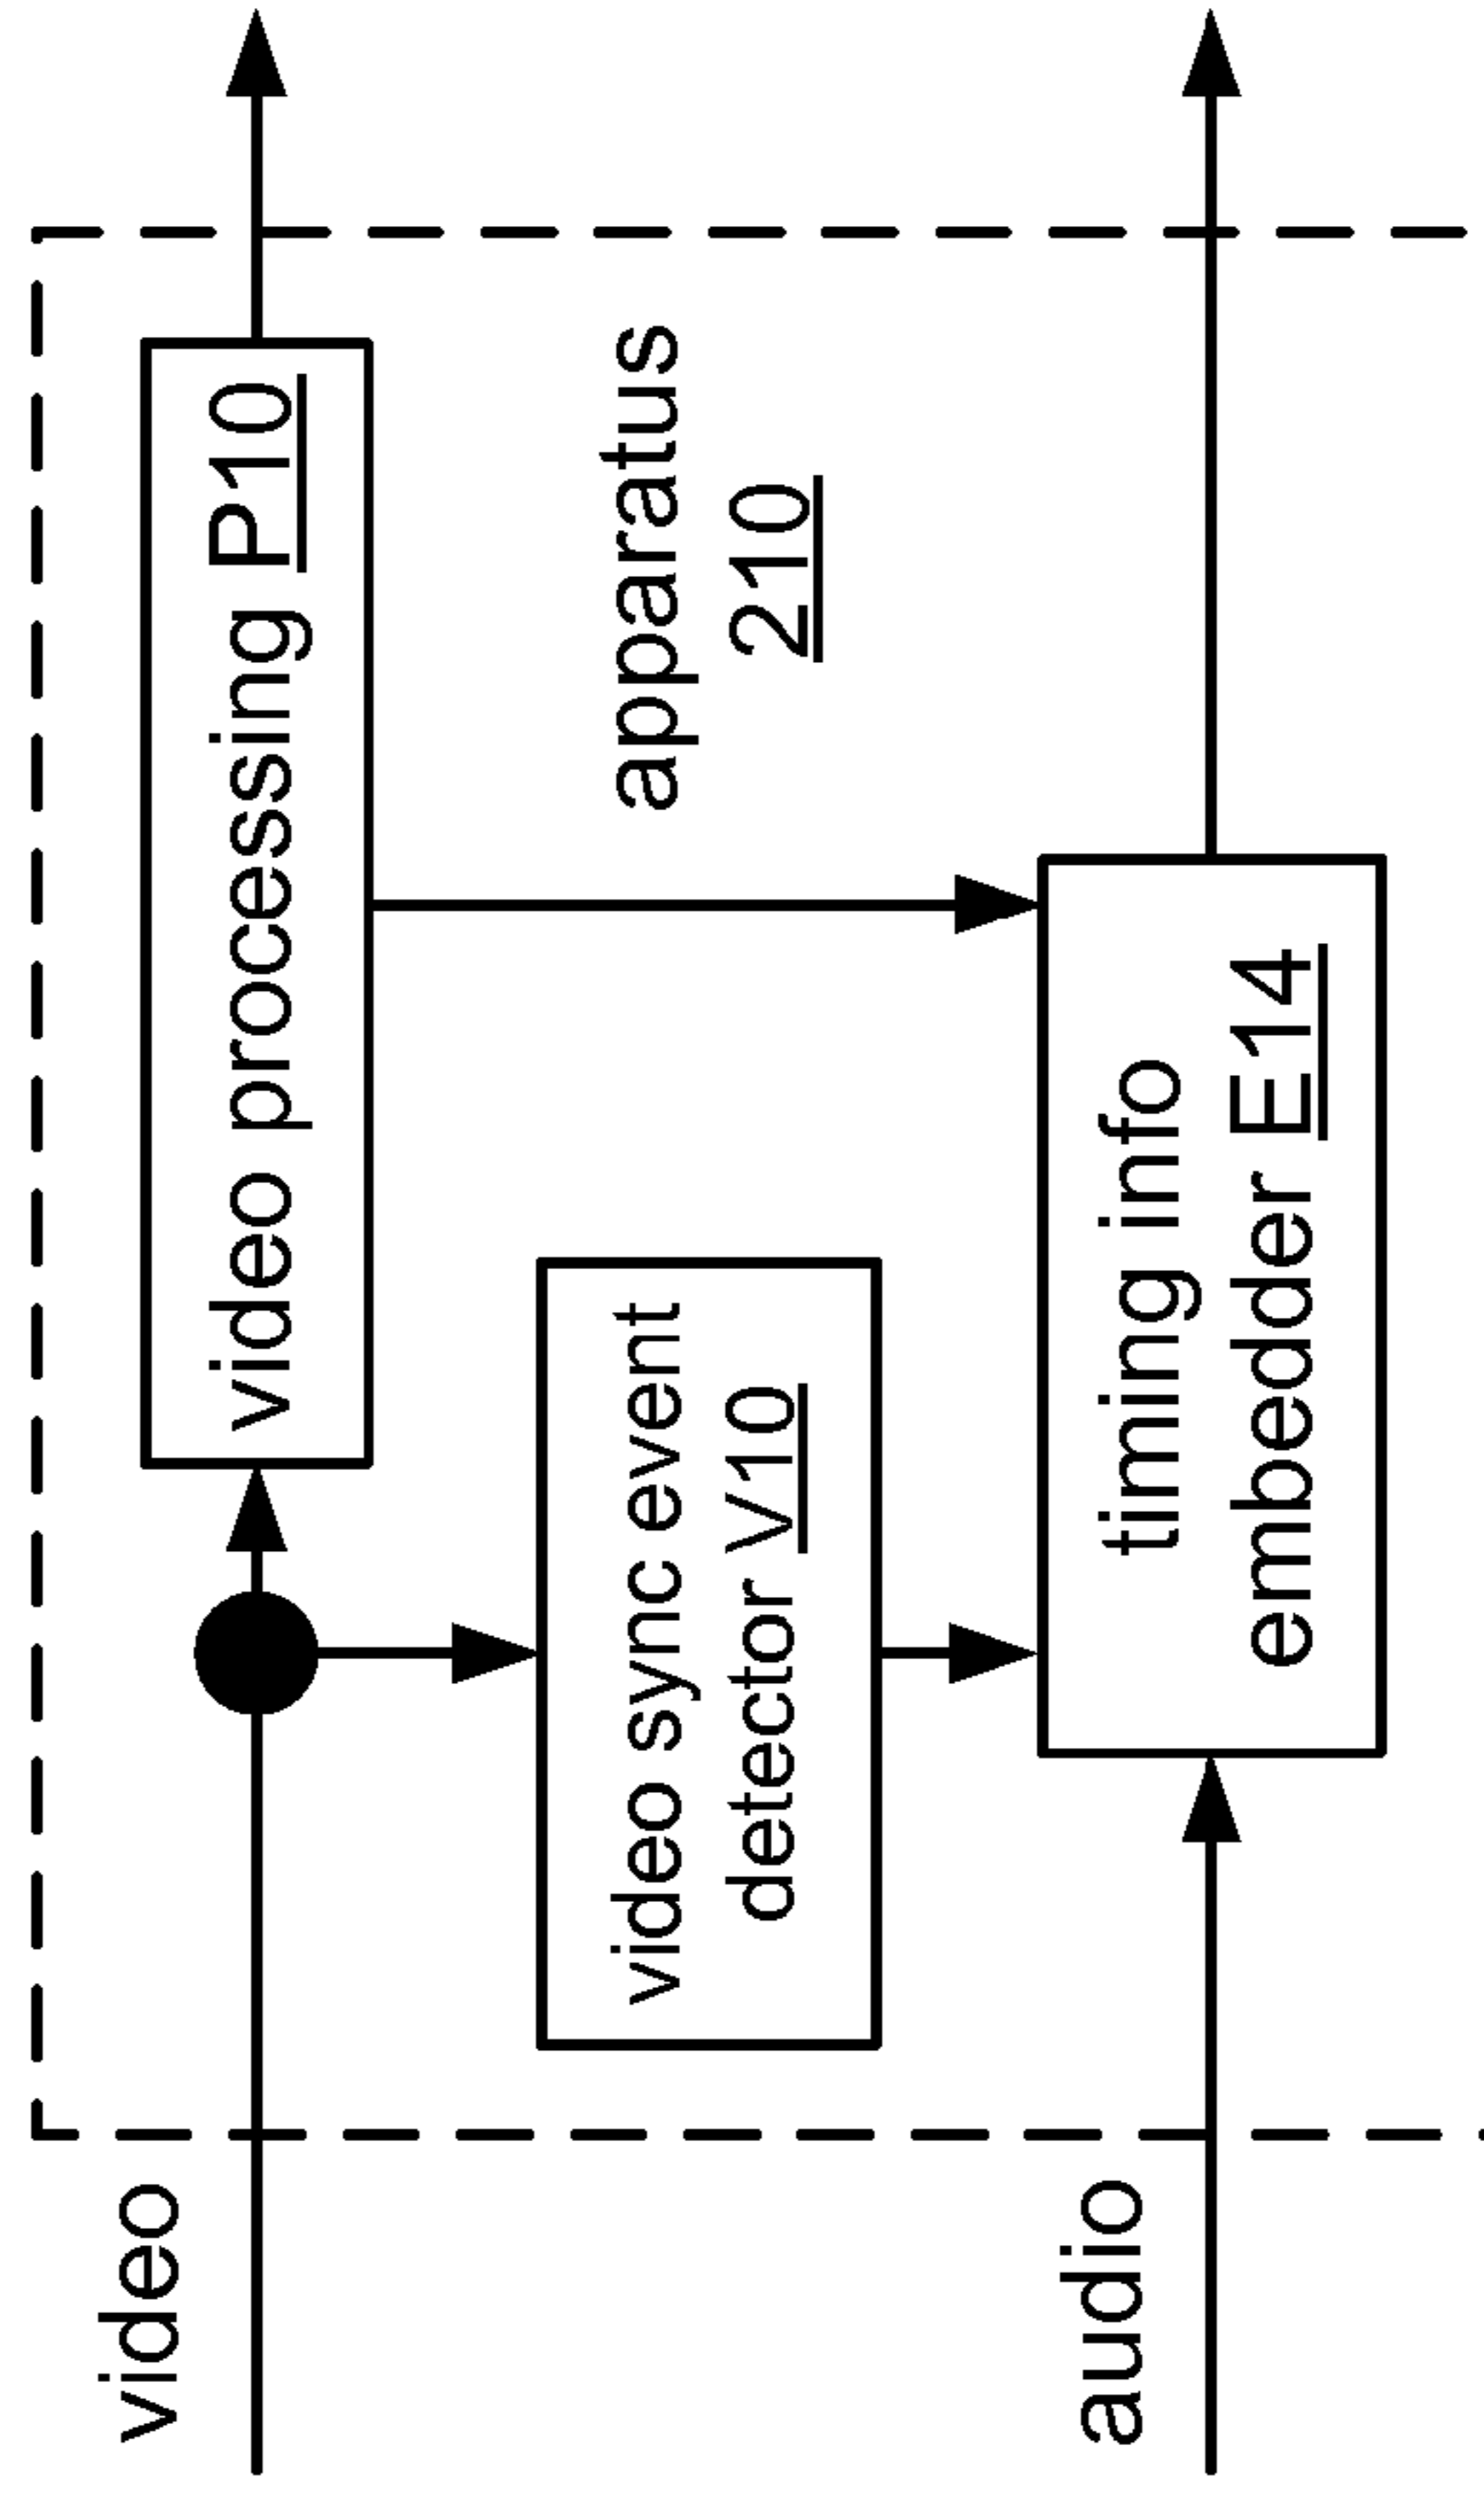 video
video processing P10
video sync event
detector V10
apparatus
210
timing info
embedder E14
audio